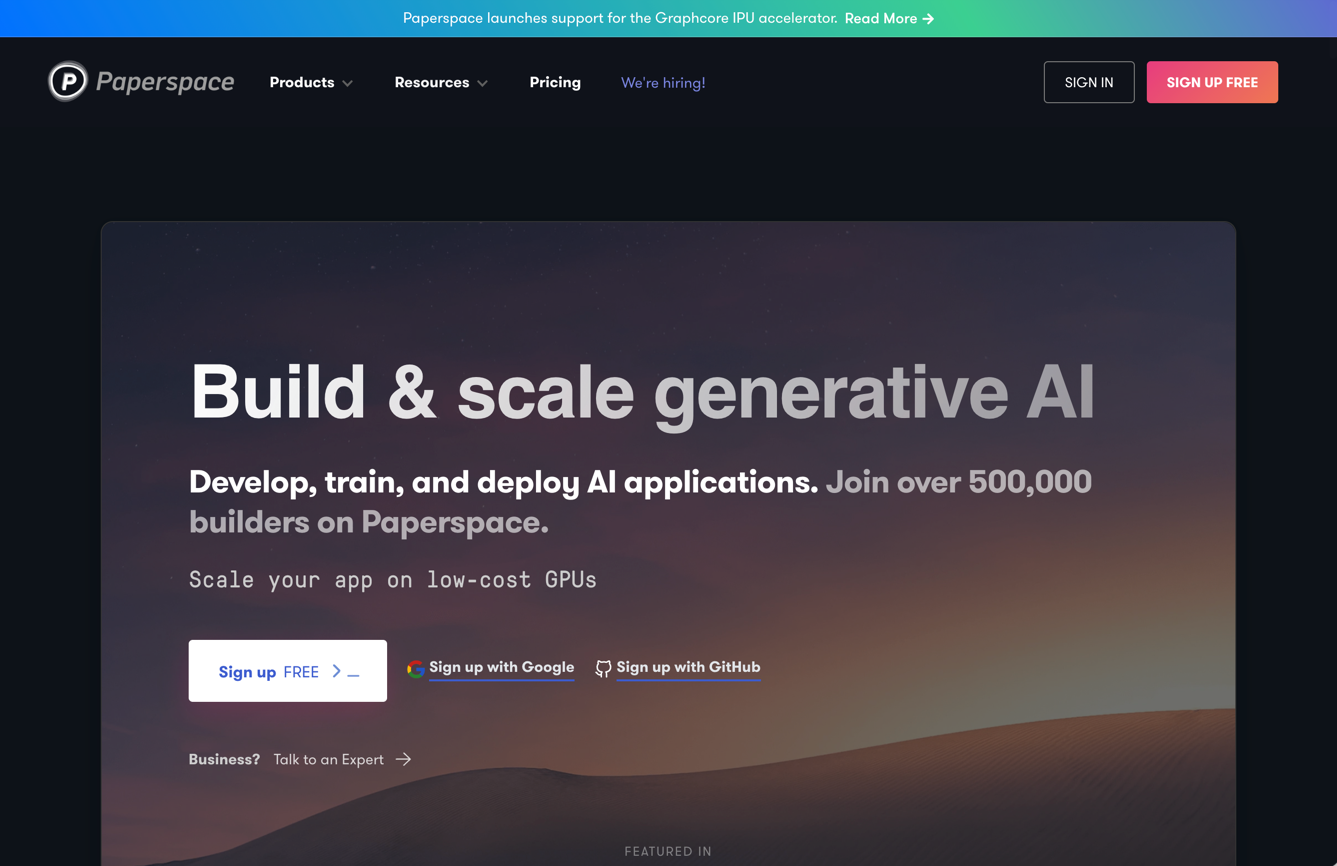 Paperspace launches support for the Graphcore IPU accelerator. Read More →
P Paperspace Products Resources Pricing We're hiring! SIGN IN SIGN UP FREE
Build & scale generative AI
Develop, train, and deploy AI applications. Join over 500,000
builders on Paperspace.
Scale your app on low-cost GPUs
Sign up FREE > _ Sign up with Google Sign up with GitHub
Business? Talk to an Expert →
FEATURED IN